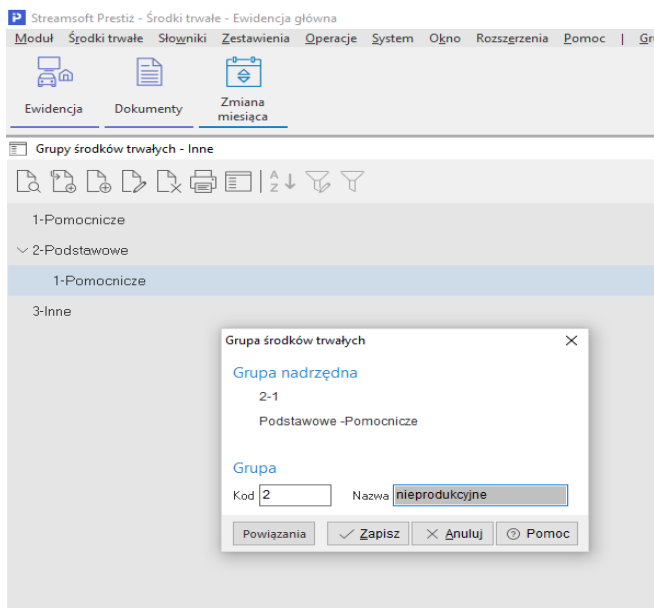 Streamsoft Prestiż - Środki trwałe - Ewidencja główna
Moduł Środki trwałe Słowniki Zestawienia Operacje System Okno Rozszerzenia Pomoc | Gr
Ewidencja Dokumenty Zmiana
miesiąca
Grupy środków trwałych - Inne
1-Pomocnicze
2-Podstawowe
1-Pomocnicze
3-Inne
Grupa środków trwałych
Grupa nadrzędna
2-1
Podstawowe -Pomocnicze
Grupa
Kod 2 Nazwa nieprodukcyjne
Powiązania Zapisz Anuluj Pomoc